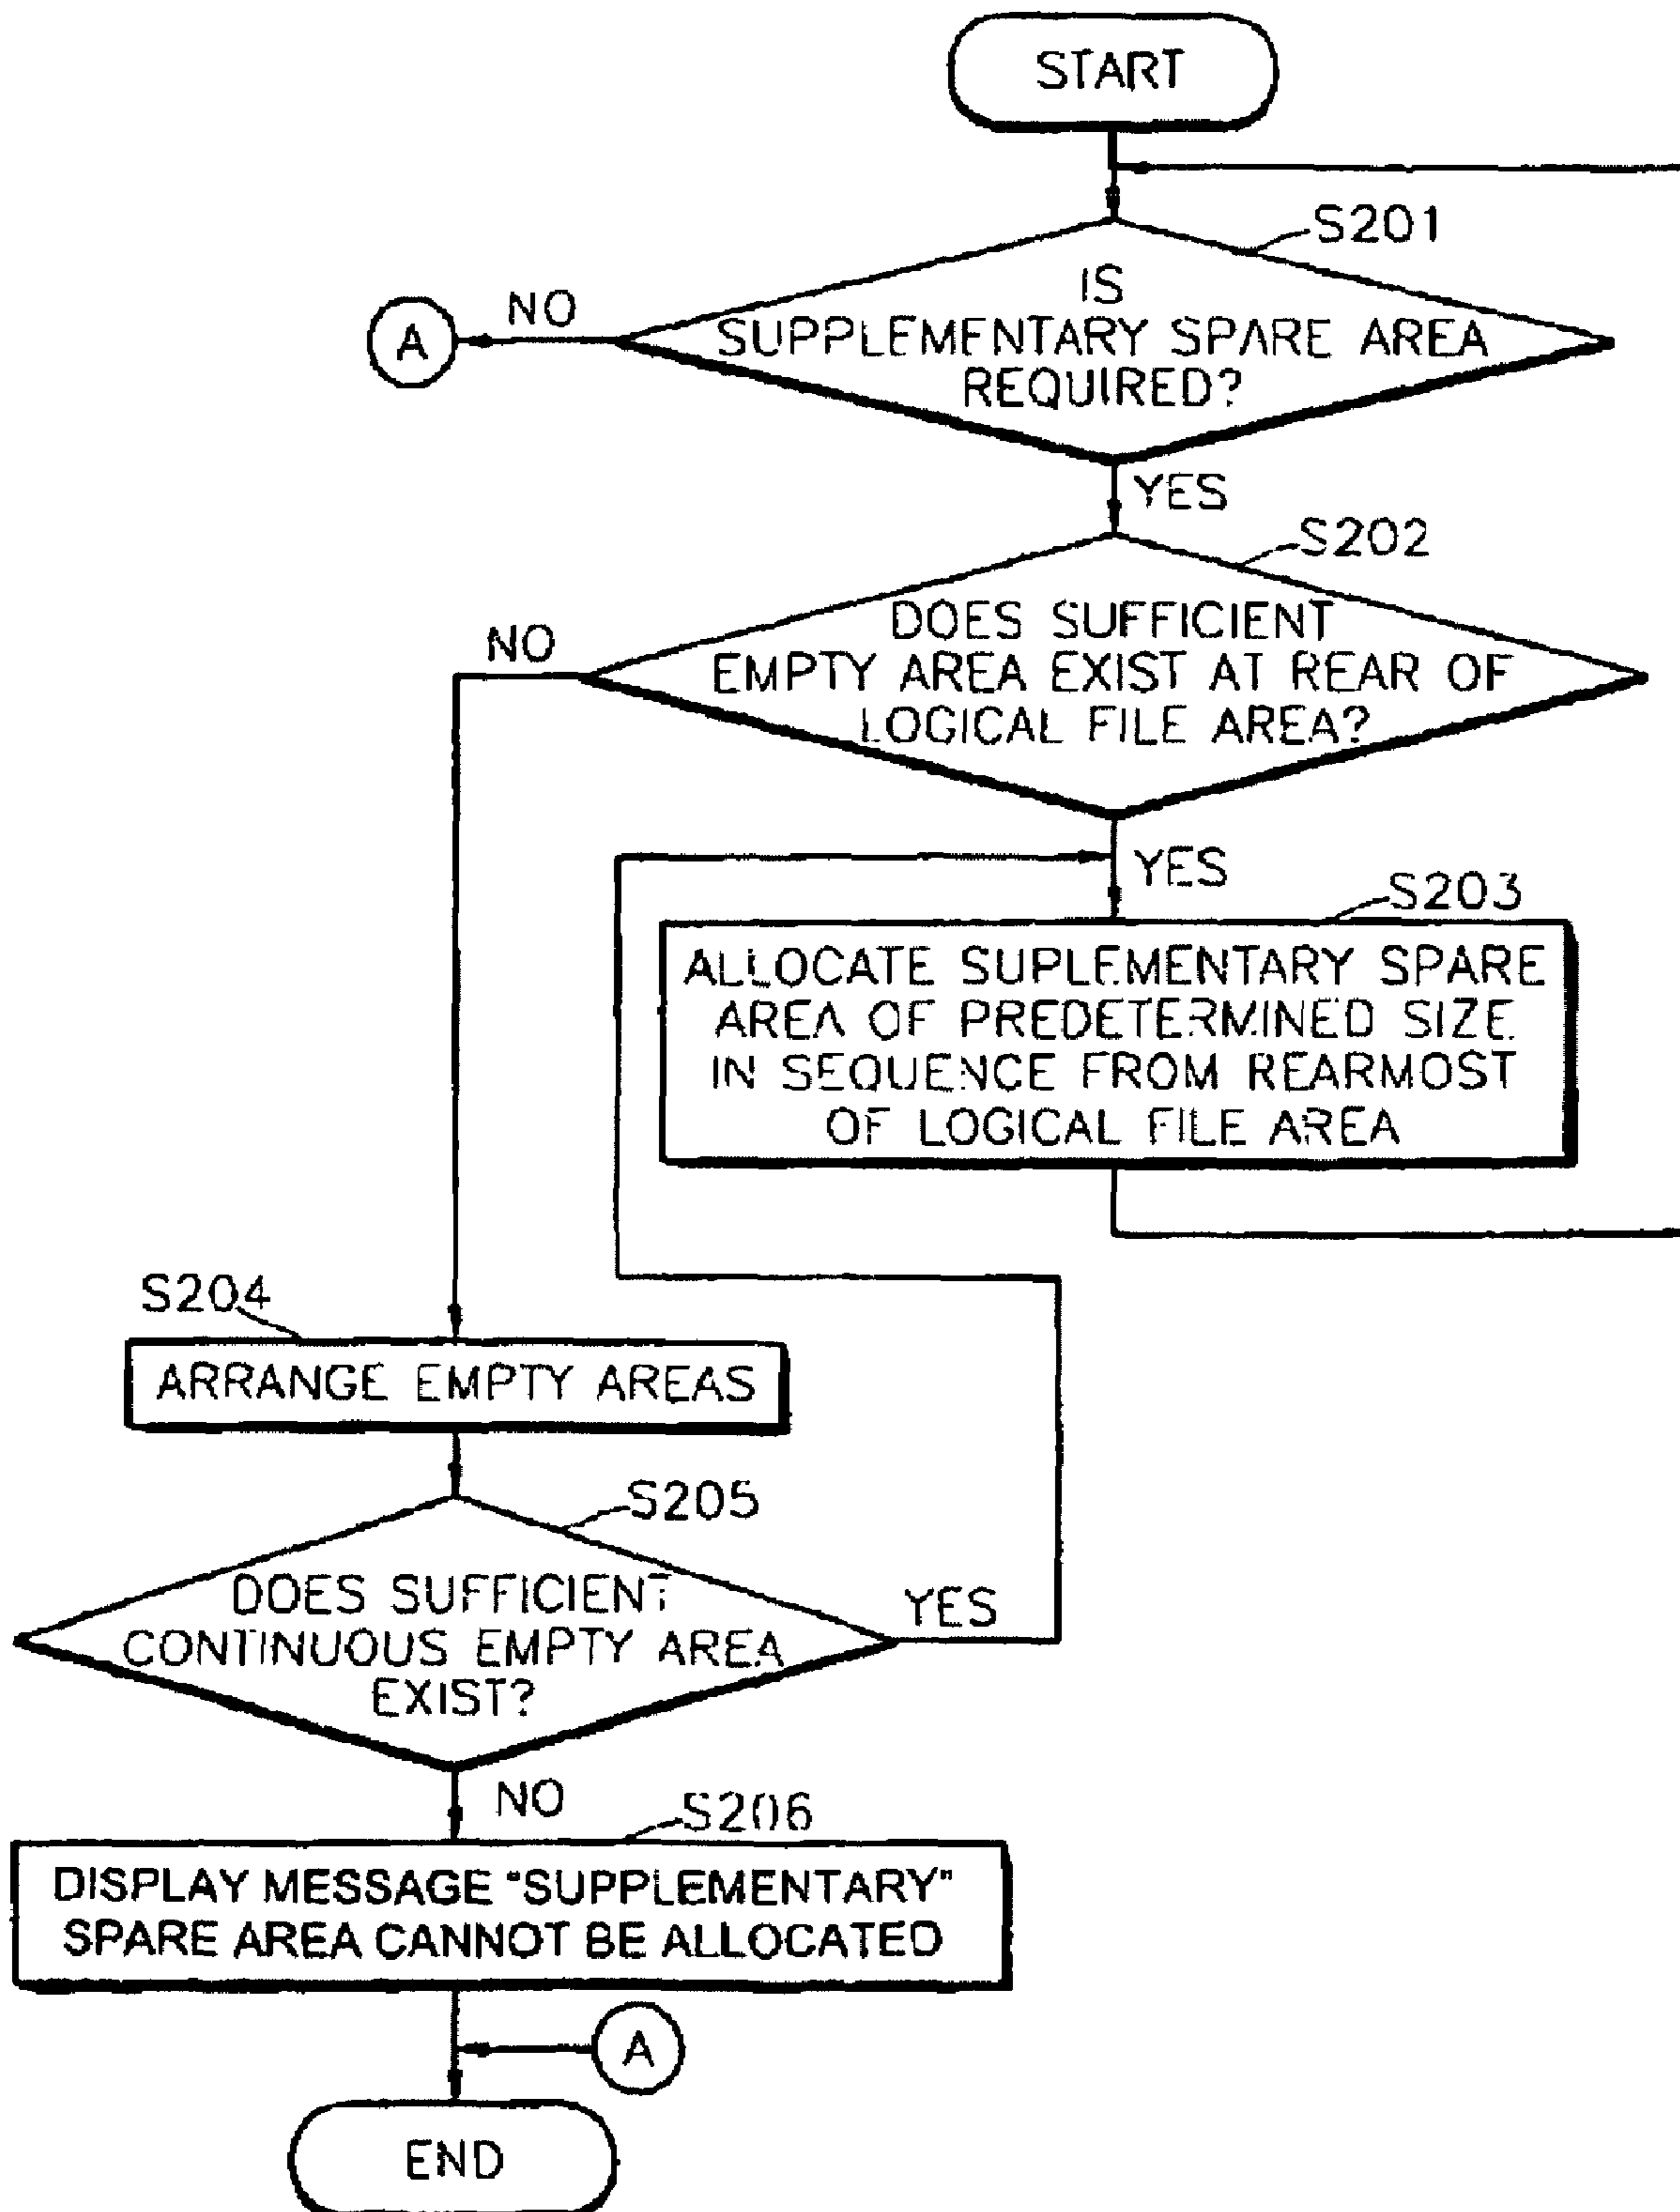 START
S201
IS
SUPPLEMENTARY SPARE AREA
REQUIRED?
NO
A
YES
S202
DOES SUFFICIENT
EMPTY AREA EXIST AT REAR OF
LOGICAL FILE AREA?
NO
YES
S203
ALLOCATE SUPLEMENTARY SPARE
AREA OF PREDETERMINED SIZE
IN SEQUENCE FROM REARMOST
OF LOGICAL FILE AREA
S204
ARRANGE EMPTY AREAS
S205
DOES SUFFICIENT
CONTINUOUS EMPTY AREA
EXIST?
YES
NO
S206
DISPLAY MESSAGE "SUPPLEMENTARY"
SPARE AREA CANNOT BE ALLOCATED
A
END